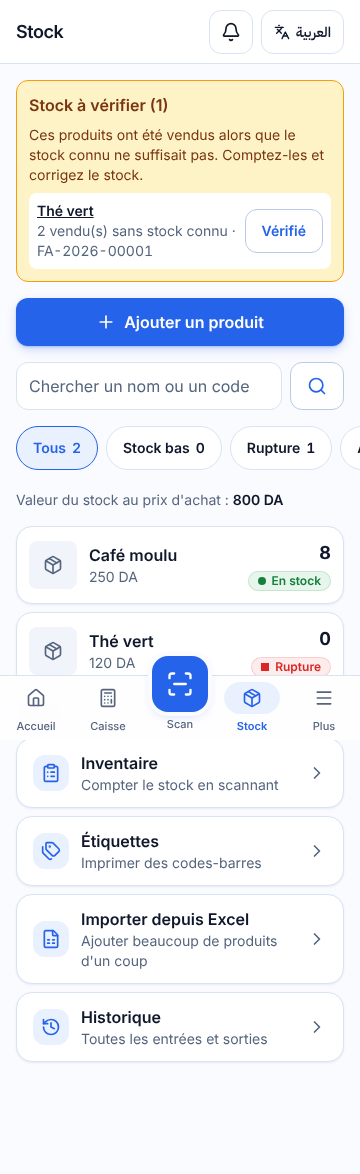 Stock
العربية
Stock à vérifier (1)
Ces produits ont été vendus alors que le
stock connu ne suffisait pas. Comptez-les et
corrigez le stock.
Thé vert
2 vendu(s) sans stock connu ·
FA-2026-00001
Vérifié
Ajouter un produit
Chercher un nom ou un code
Tous 2
Stock bas 0
Rupture 1
Valeur du stock au prix d'achat : 800 DA
Café moulu
250 DA
8
En stock
Thé vert
120 DA
0
Rupture
Accueil
Caisse
Scan
Stock
Plus
Inventaire
Compter le stock en scannant
Étiquettes
Imprimer des codes-barres
Importer depuis Excel
Ajouter beaucoup de produits
d'un coup
Historique
Toutes les entrées et sorties